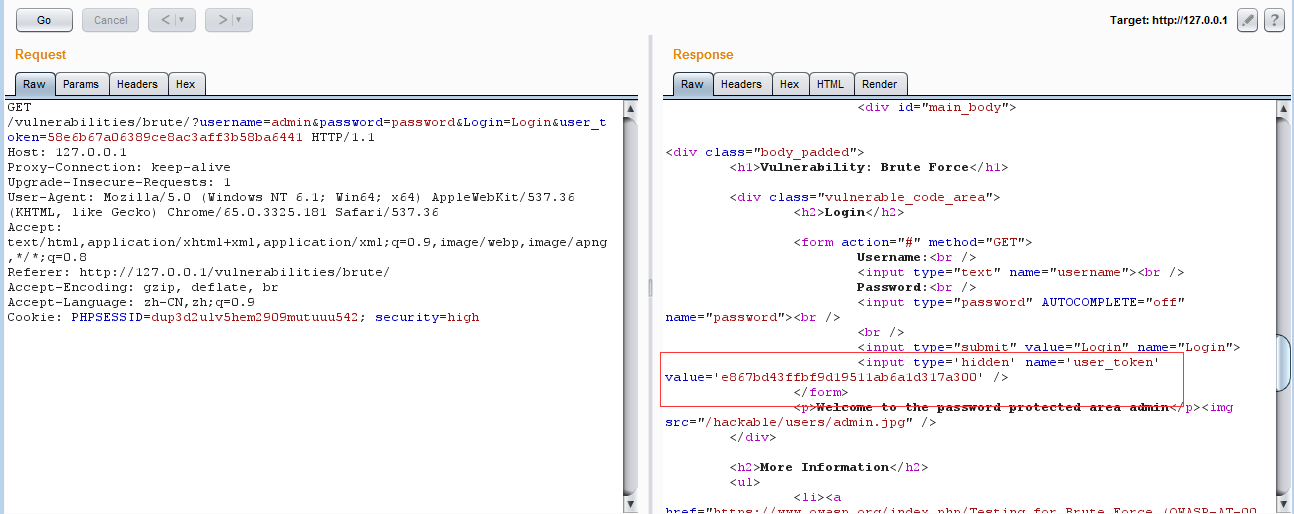 Go
Cancel
<
>
Target: http://127.0.0.1
?
Request
Raw Params Headers Hex
GET
/vulnerabilities/brute/?username=admin&password=password&Login=Login&user_t
oken=58e6b67a06389ce8ac3aff3b58ba6441 HTTP/1.1
Host: 127.0.0.1
Proxy-Connection: keep-alive
Upgrade-Insecure-Requests: 1
User-Agent: Mozilla/5.0 (Windows NT 6.1; Win64; x64) AppleWebKit/537.36
(KHTML, like Gecko) Chrome/65.0.3325.181 Safari/537.36
Accept:
text/html,application/xhtml+xml,application/xml;q=0.9,image/webp,image/apng
,*/*;q=0.8
Referer: http://127.0.0.1/vulnerabilities/brute/
Accept-Encoding: gzip, deflate, br
Accept-Language: zh-CN,zh;q=0.9
Cookie: PHPSESSID=dup3d2ulv5hem2909mutuuu542; security=high
Response
Raw Headers Hex HTML Render
<div id="main_body">
<div class="body_padded">
<h1>Vulnerability: Brute Force</h1>
<div class="vulnerable_code_area">
<h2>Login</h2>
<form action="#" method="GET">
Username:<br />
<input type="text" name="username"><br />
Password:<br />
<input type="password" AUTOCOMPLETE="off"
name="password"><br />
<br />
<input type="submit" value="Login" name="Login">
<input type='hidden' name='user_token'
value='e867bd43ffbf9d19511ab6a1d317a300' />
</form>
<p>Welcome to the password protected area admin</p><img
src="/hackable/users/admin.jpg" />
</div>
<h2>More Information</h2>
<ul>
<li><a
href="https://www.owasp.org/index.php/Testing_for_Brute_Force_(OWASP-AT-00